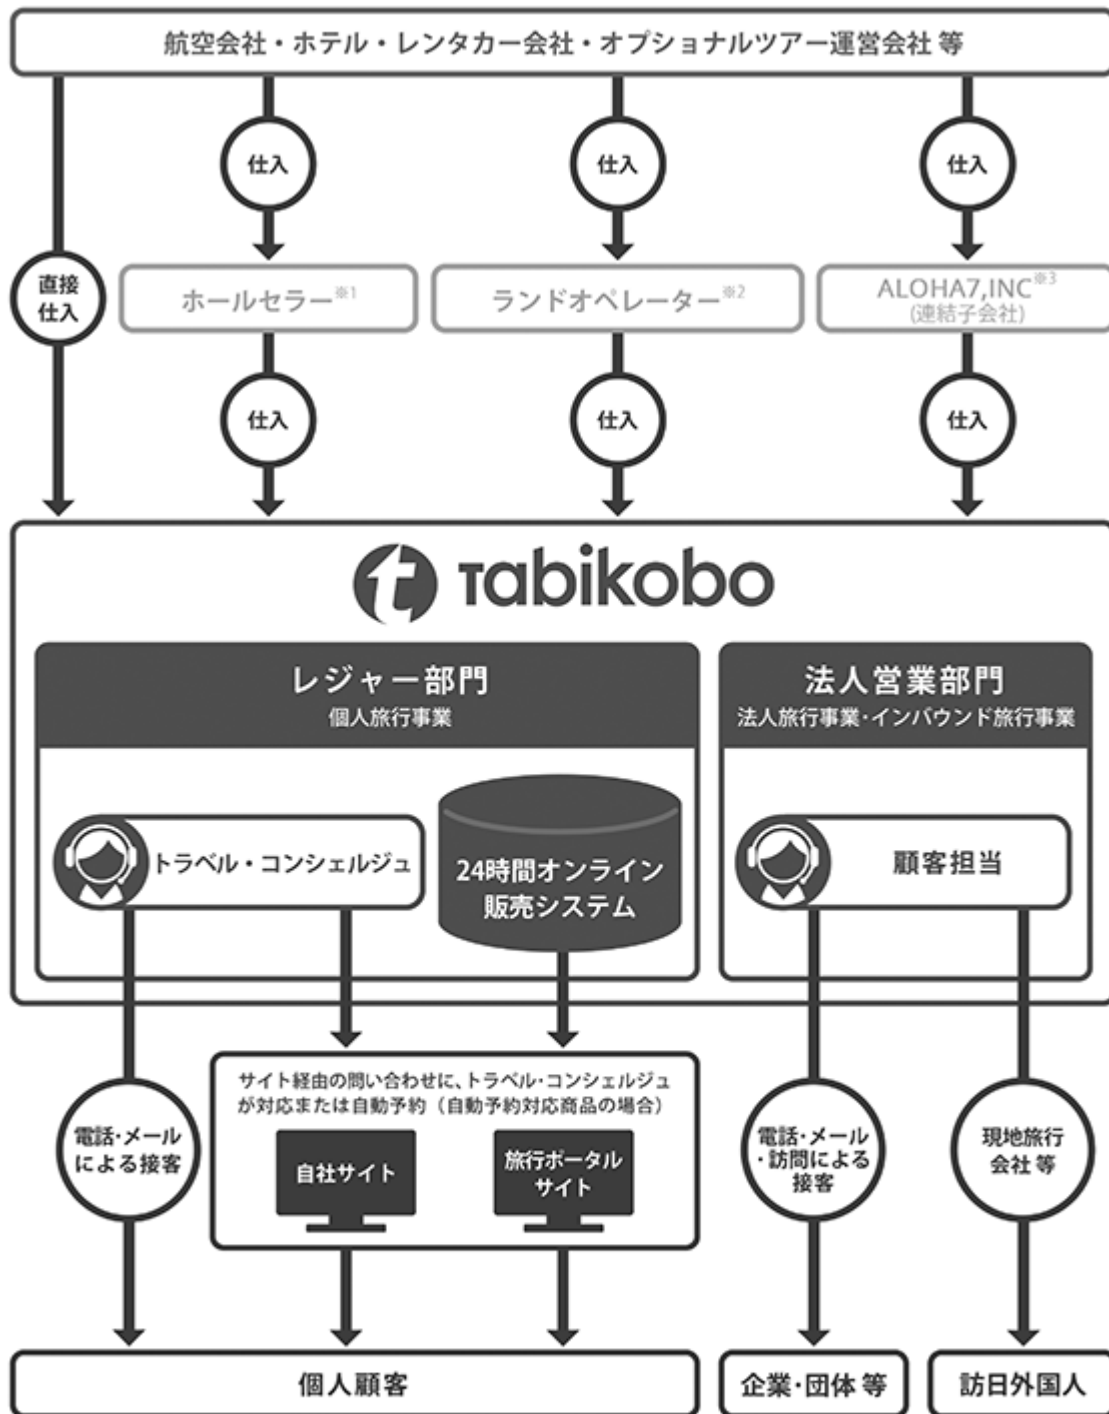 航空会社・ホテル・レンタカー会社・オプショナルツアー運営会社 等
仕入
仕入
仕入
直接
仕入
ホールセラー※1
ランドオペレーター※2
ALOHA7,INC※3
(連結子会社)
仕入
仕入
仕入
t Tabikobo
レジャー部門
個人旅行事業
法人営業部門
法人旅行事業・インバウンド旅行事業
トラベル・コンシェルジュ
24時間オンライン
販売システム
顧客担当
サイト経由の問い合わせに、トラベル・コンシェルジュ
が対応または自動予約（自動予約対応商品の場合）
電話・メール
による接客
自社サイト
旅行ポータル
サイト
電話・メール
・訪問による
接客
現地旅行
会社 等
個人顧客
企業・団体 等
訪日外国人